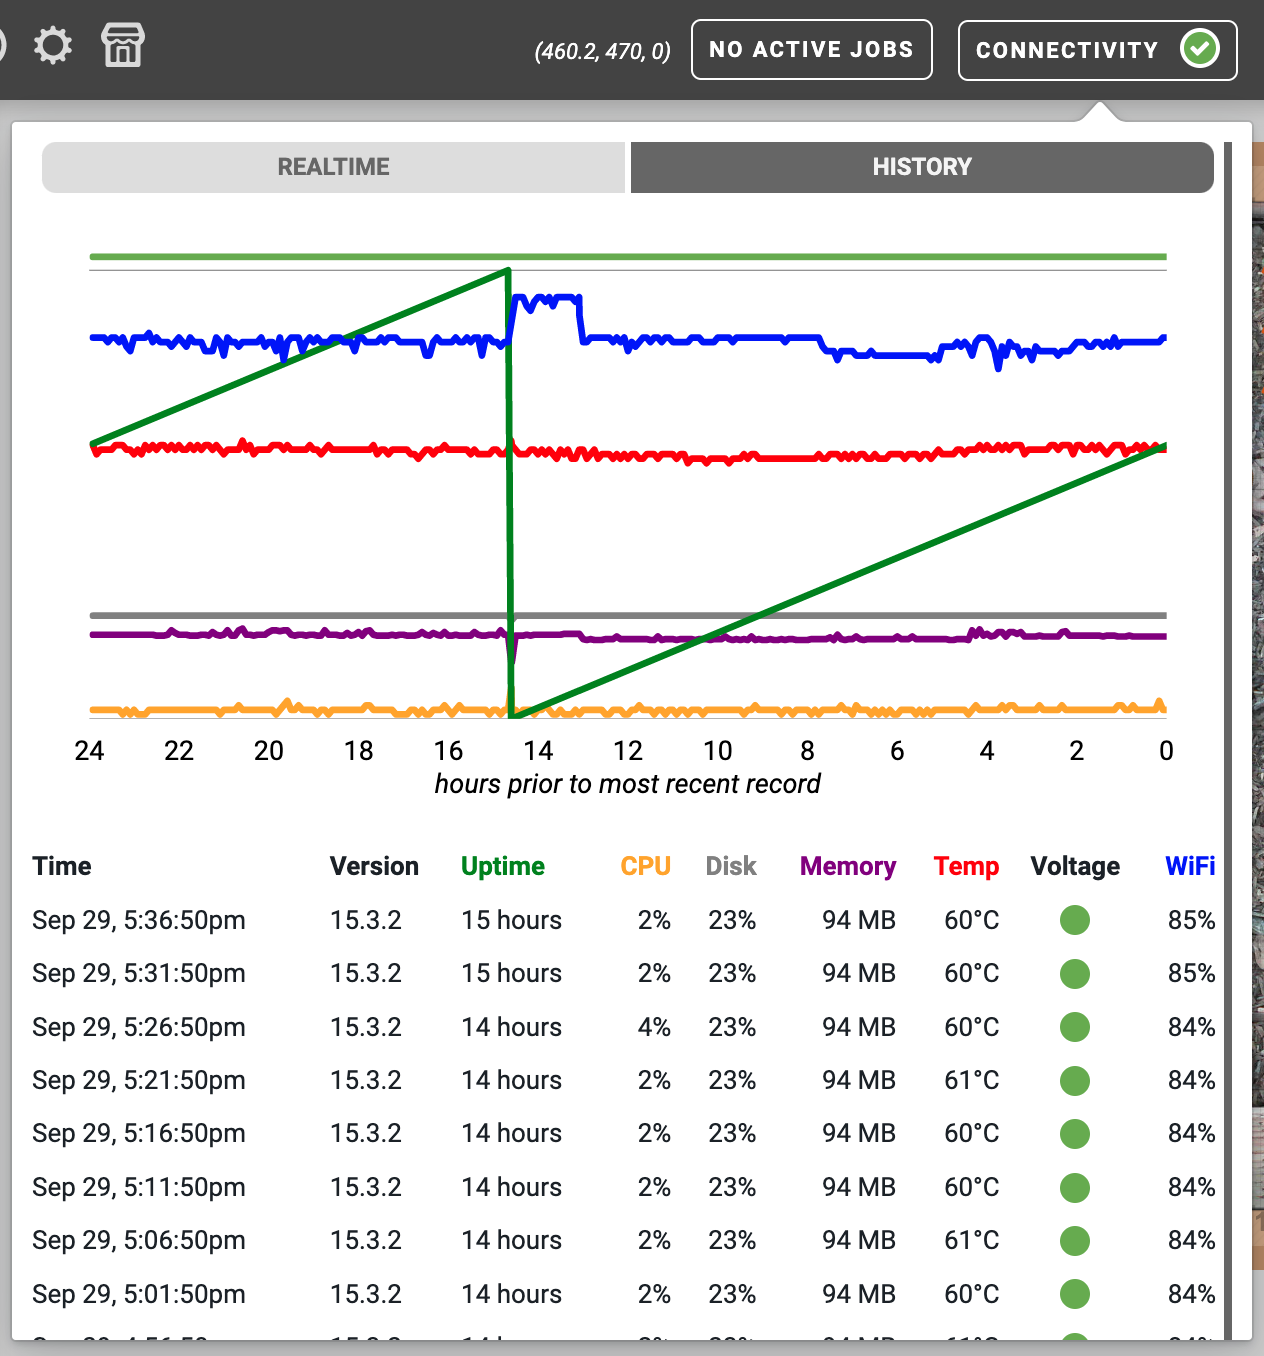 (460.2, 470, 0) NO ACTIVE JOBS CONNECTIVITY
REALTIME HISTORY
24 22 20 18 16 14 12 10 8 6 4 2 0
hours prior to most recent record
Time Version Uptime CPU Disk Memory Temp Voltage WiFi
Sep 29, 5:36:50pm 15.3.2 15 hours 2% 23% 94 MB 60°C 85%
Sep 29, 5:31:50pm 15.3.2 15 hours 2% 23% 94 MB 60°C 85%
Sep 29, 5:26:50pm 15.3.2 14 hours 4% 23% 94 MB 60°C 84%
Sep 29, 5:21:50pm 15.3.2 14 hours 2% 23% 94 MB 61°C 84%
Sep 29, 5:16:50pm 15.3.2 14 hours 2% 23% 94 MB 60°C 84%
Sep 29, 5:11:50pm 15.3.2 14 hours 2% 23% 94 MB 60°C 84%
Sep 29, 5:06:50pm 15.3.2 14 hours 2% 23% 94 MB 61°C 84%
Sep 29, 5:01:50pm 15.3.2 14 hours 2% 23% 94 MB 60°C 84%